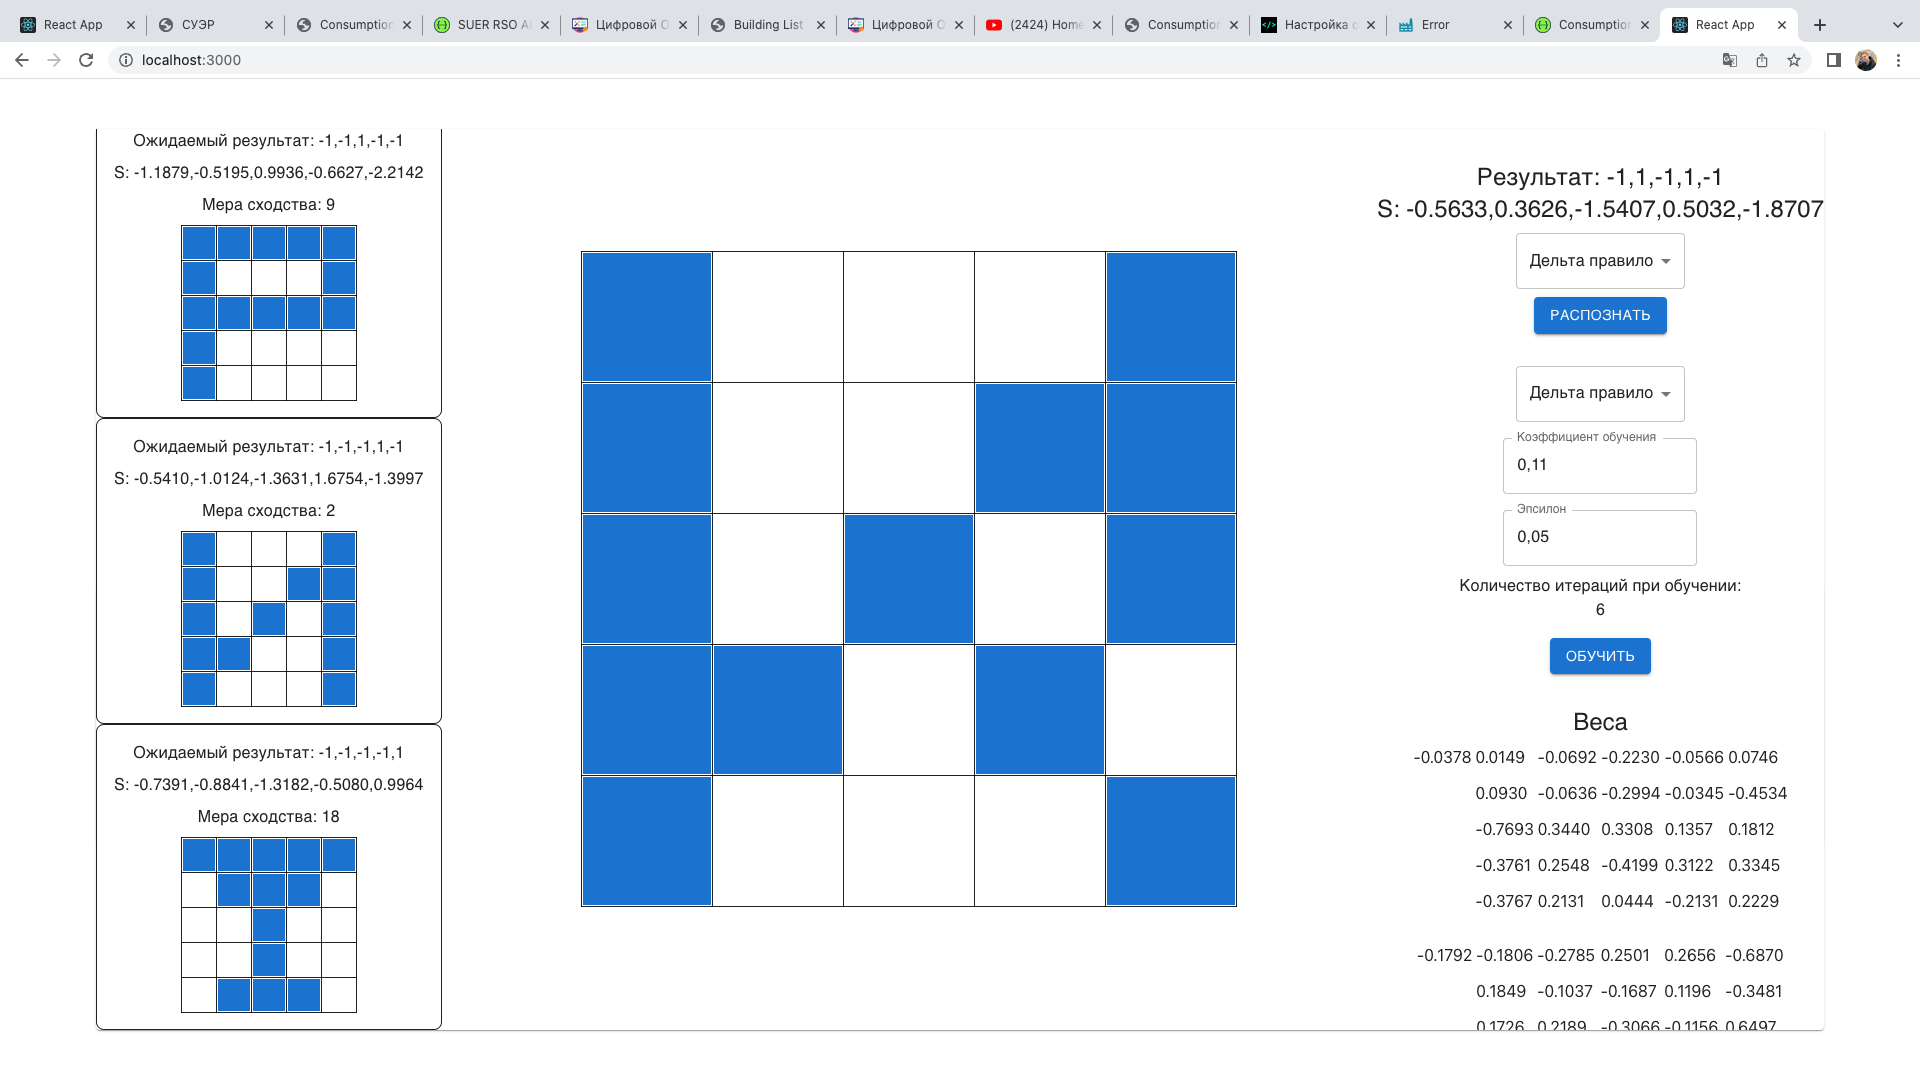 React App
СУЭР
Consumption
SUER RSO A
Цифровой О
Building List
Цифровой О
(2424) Home
Consumption
Настройка с
Error
Consumption
React App
localhost:3000
Ожидаемый результат: -1,-1,1,-1,-1
S: -1.1879,-0.5195,0.9936,-0.6627,-2.2142
Мера сходства: 9
Ожидаемый результат: -1,-1,-1,1,-1
S: -0.5410,-1.0124,-1.3631,1.6754,-1.3997
Мера сходства: 2
Ожидаемый результат: -1,-1,-1,-1,1
S: -0.7391,-0.8841,-1.3182,-0.5080,0.9964
Мера сходства: 18
Результат: -1,1,-1,1,-1
S: -0.5633,0.3626,-1.5407,0.5032,-1.8707
Дельта правило
РАСПОЗНАТЬ
Дельта правило
Коэффициент обучения
0,11
Эпсилон
0,05
Количество итераций при обучении:
6
ОБУЧИТЬ
Веса
-0.0378 0.0149 -0.0692 -0.2230 -0.0566 0.0746
0.0930 -0.0636 -0.2994 -0.0345 -0.4534
-0.7693 0.3440 0.3308 0.1357 0.1812
-0.3761 0.2548 -0.4199 0.3122 0.3345
-0.3767 0.2131 0.0444 -0.2131 0.2229
-0.1792 -0.1806 -0.2785 0.2501 0.2656 -0.6870
0.1849 -0.1037 -0.1687 0.1196 -0.3481
0.1726 0.2189 -0.3066 -0.1156 0.6497